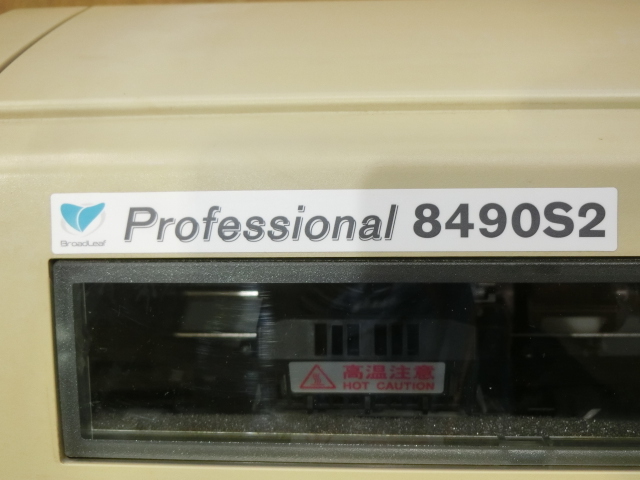 BroadLeaf
Professional 8490S2
高温注意
HOT CAUTION